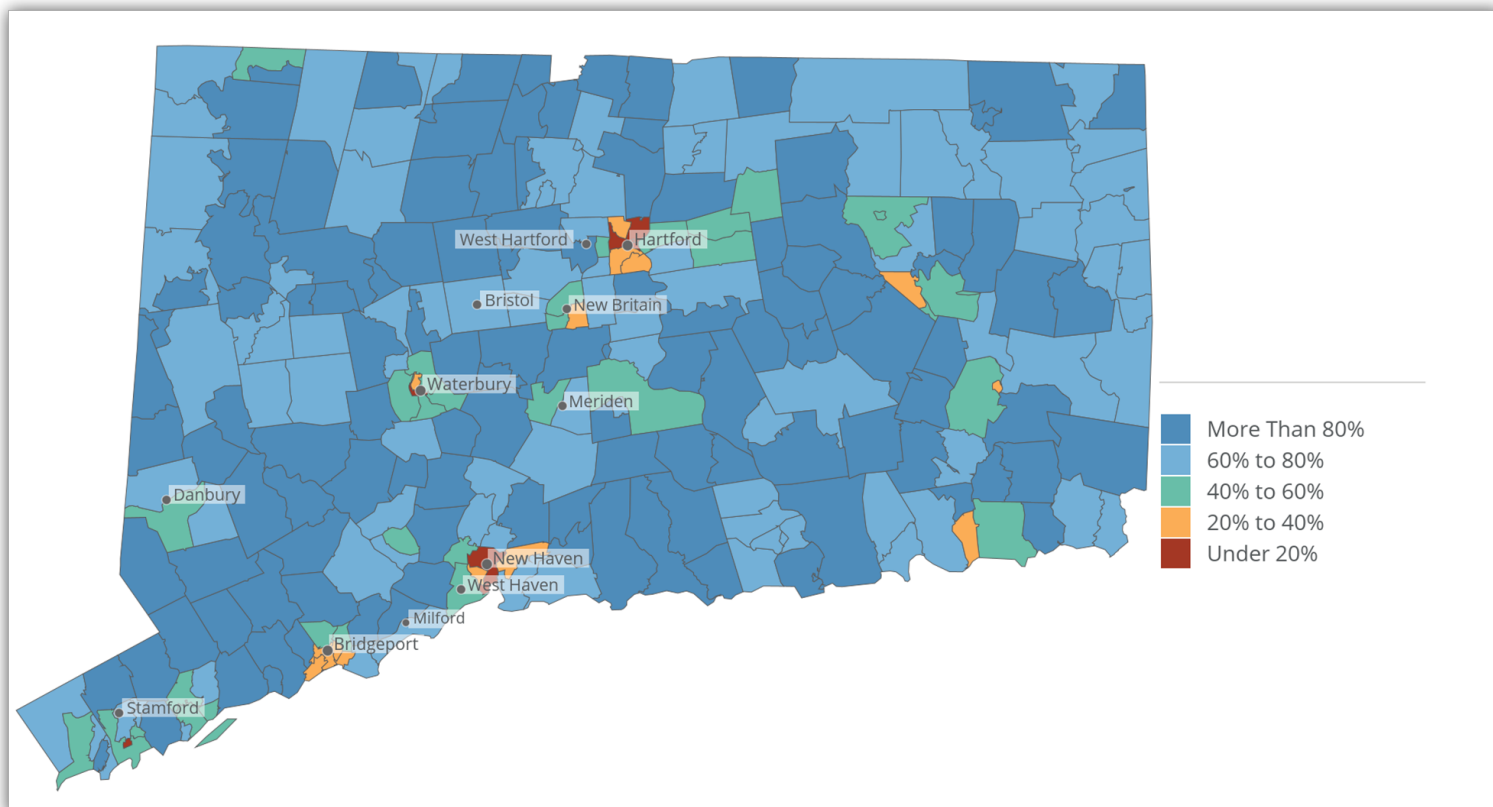 West Hartford
Hartford
Bristol
New Britain
Waterbury
Meriden
Danbury
New Haven
West Haven
Milford
Bridgeport
Stamford
More Than 80%
60% to 80%
40% to 60%
20% to 40%
Under 20%